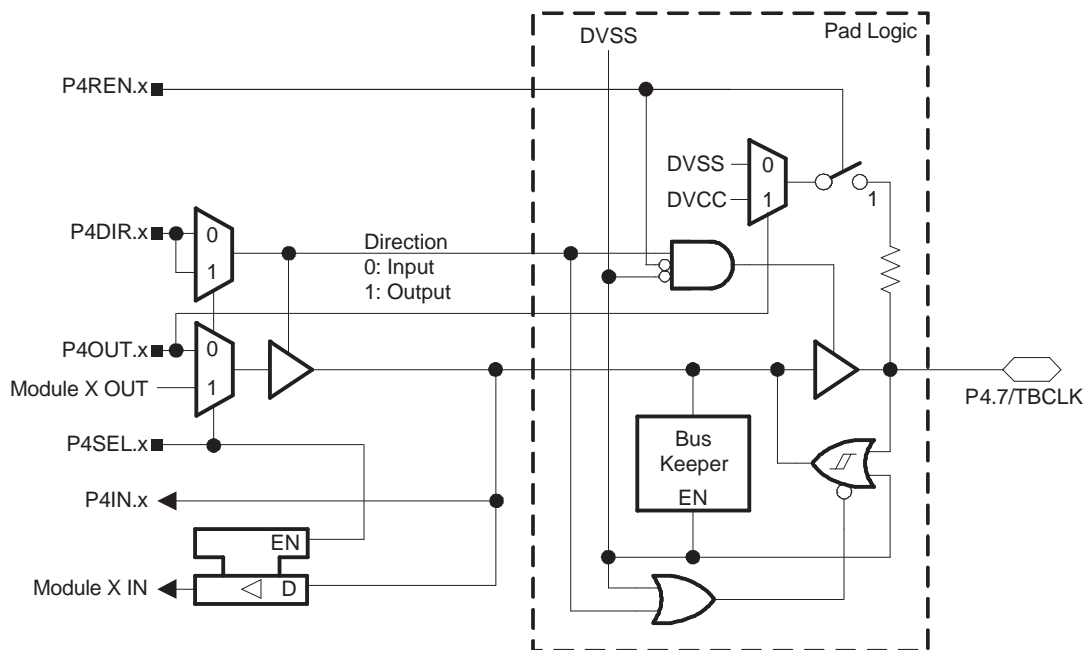 DVSS
Pad Logic
P4REN.x
DVSS
0
DVCC
1
1
P4DIR.x
0
1
Direction
0: Input
1: Output
P4OUT.x
0
Module X OUT
1
P4.7/TBCLK
P4SEL.x
Bus
Keeper
EN
P4IN.x
EN
Module X IN
D